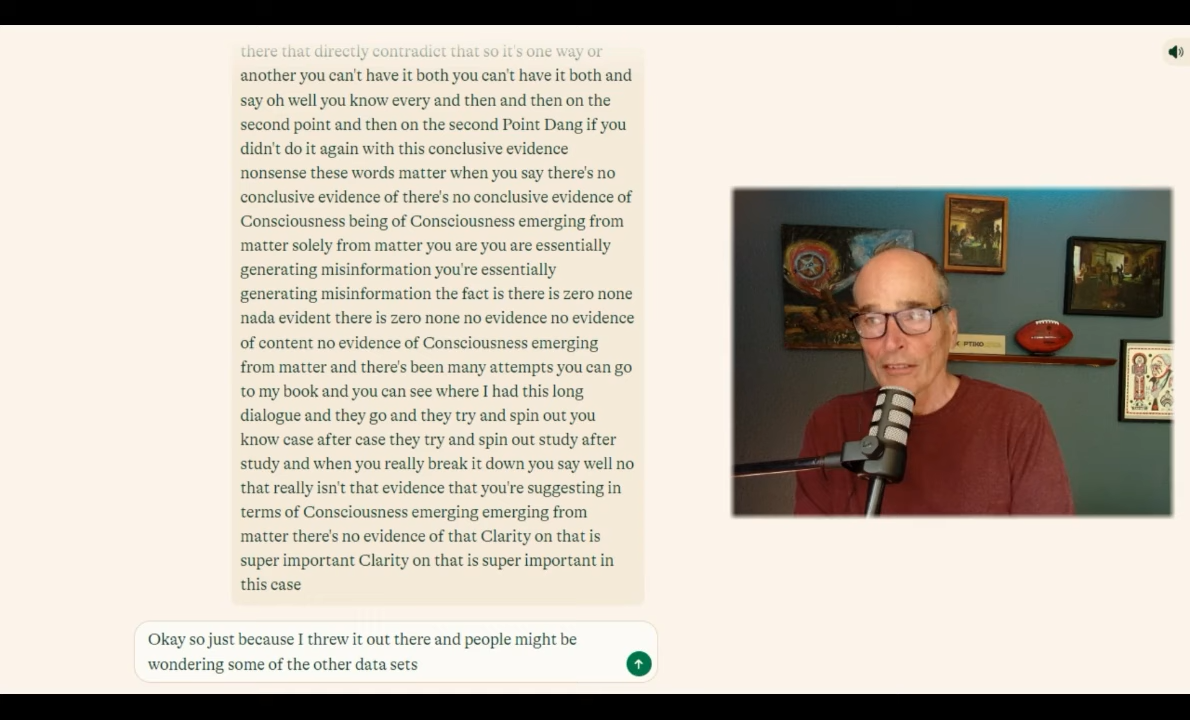 there that directly contradict that so it's one way or
another you can't have it both you can't have it both and
say oh well you know every and then and then on the
second point and then on the second Point Dang if you
didn't do it again with this conclusive evidence
nonsense these words matter when you say there's no
conclusive evidence of there's no conclusive evidence of
Consciousness being of Consciousness emerging from
matter solely from matter you are you are essentially
generating misinformation you're essentially
generating misinformation the fact is there is zero none
nada evident there is zero none no evidence no evidence
of content no evidence of Consciousness emerging
from matter and there's been many attempts you can go
to my book and you can see where I had this long
dialogue and they go and they try and spin out you
know case after case they try and spin out study after
study and when you really break it down you say well no
that really isn't that evidence that you're suggesting in
terms of Consciousness emerging emerging from
matter there's no evidence of that Clarity on that is
super important Clarity on that is super important in
this case
Okay so just because I threw it out there and people might be
wondering some of the other data sets